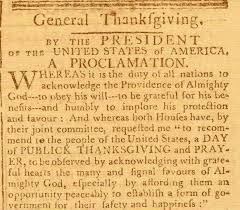 General Thanksgiving.
BY THE PRESIDENT
OF THE UNITED STATES OF AMERICA,
A PROCLAMATION.
WHEREAS it is the duty of all nations to
acknowledge the Providence of Almighty
God—to obey his will—to be grateful for his be-
nefits—and humbly to implore his protection
and favour: And whereas both Houses have, by
their joint committee, requested me "to recom-
mend to the people of the United States, a DAY
OF PUBLICK THANKSGIVING and PRAY-
ER, to be observed by acknowledging with grate-
ful hearts the many and signal favours of Al-
mighty God, especially by affording them an
opportunity peaceably to establish a form of go-
vernment for their safety and happiness:"